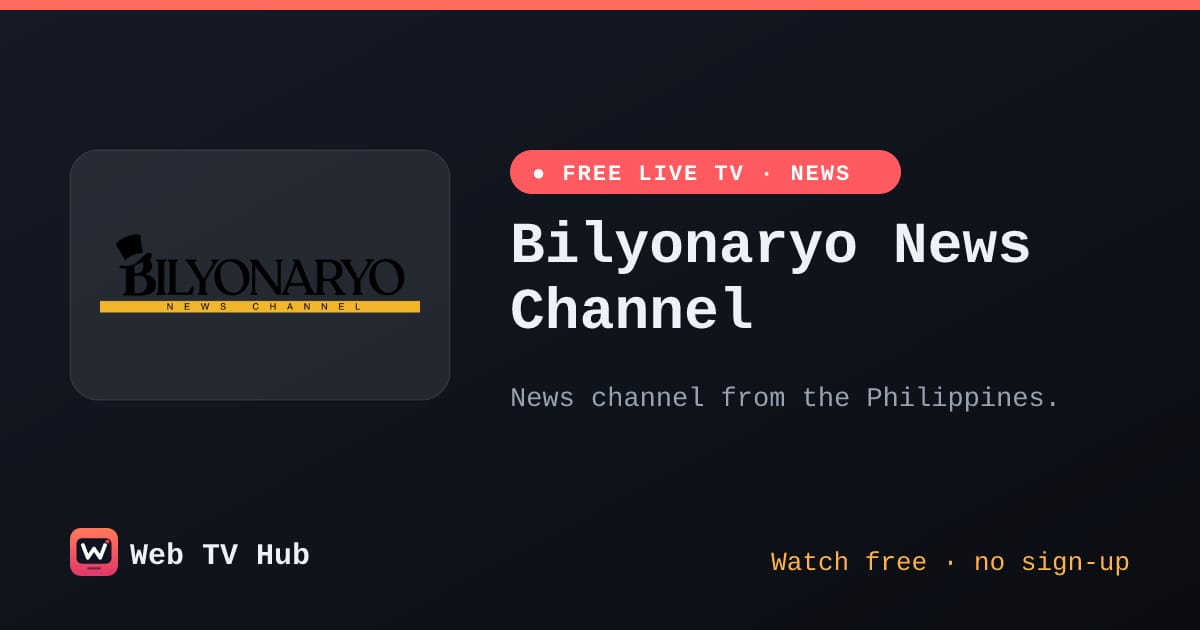 BILYONARYO
NEWS CHANNEL
• FREE LIVE TV · NEWS
Bilyonaryo News
Channel
News channel from the Philippines.
W
Web TV Hub
Watch free · no sign-up